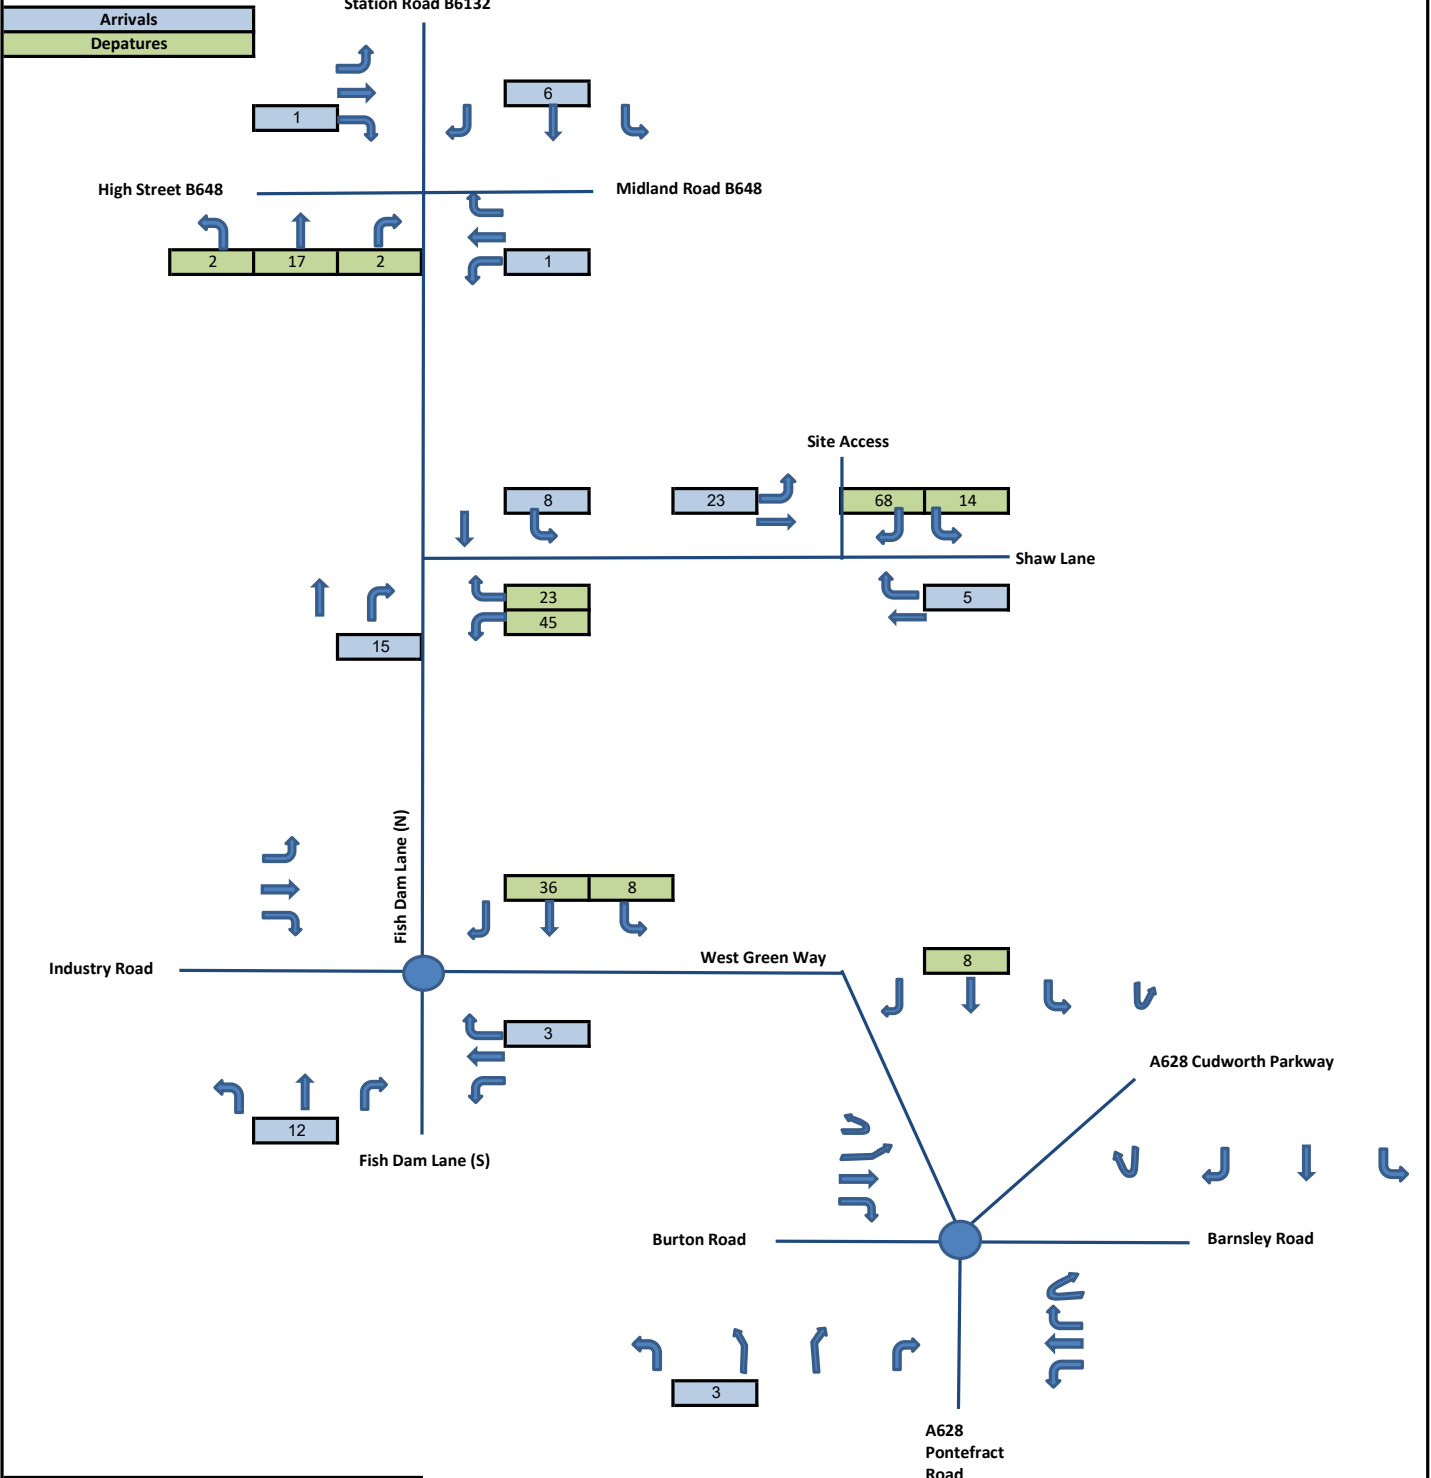 Station Road B6132
Arrivals
Depatures
6
1
High Street B648
Midland Road B648
2 17 2
1
Site Access
8
23
68 14
Shaw Lane
23
45
5
15
Fish Dam Lane (N)
36 8
West Green Way
8
Industry Road
3
A628 Cudworth Parkway
12
Fish Dam Lane (S)
Burton Road
Barnsley Road
3
A628
Pontefract
Road